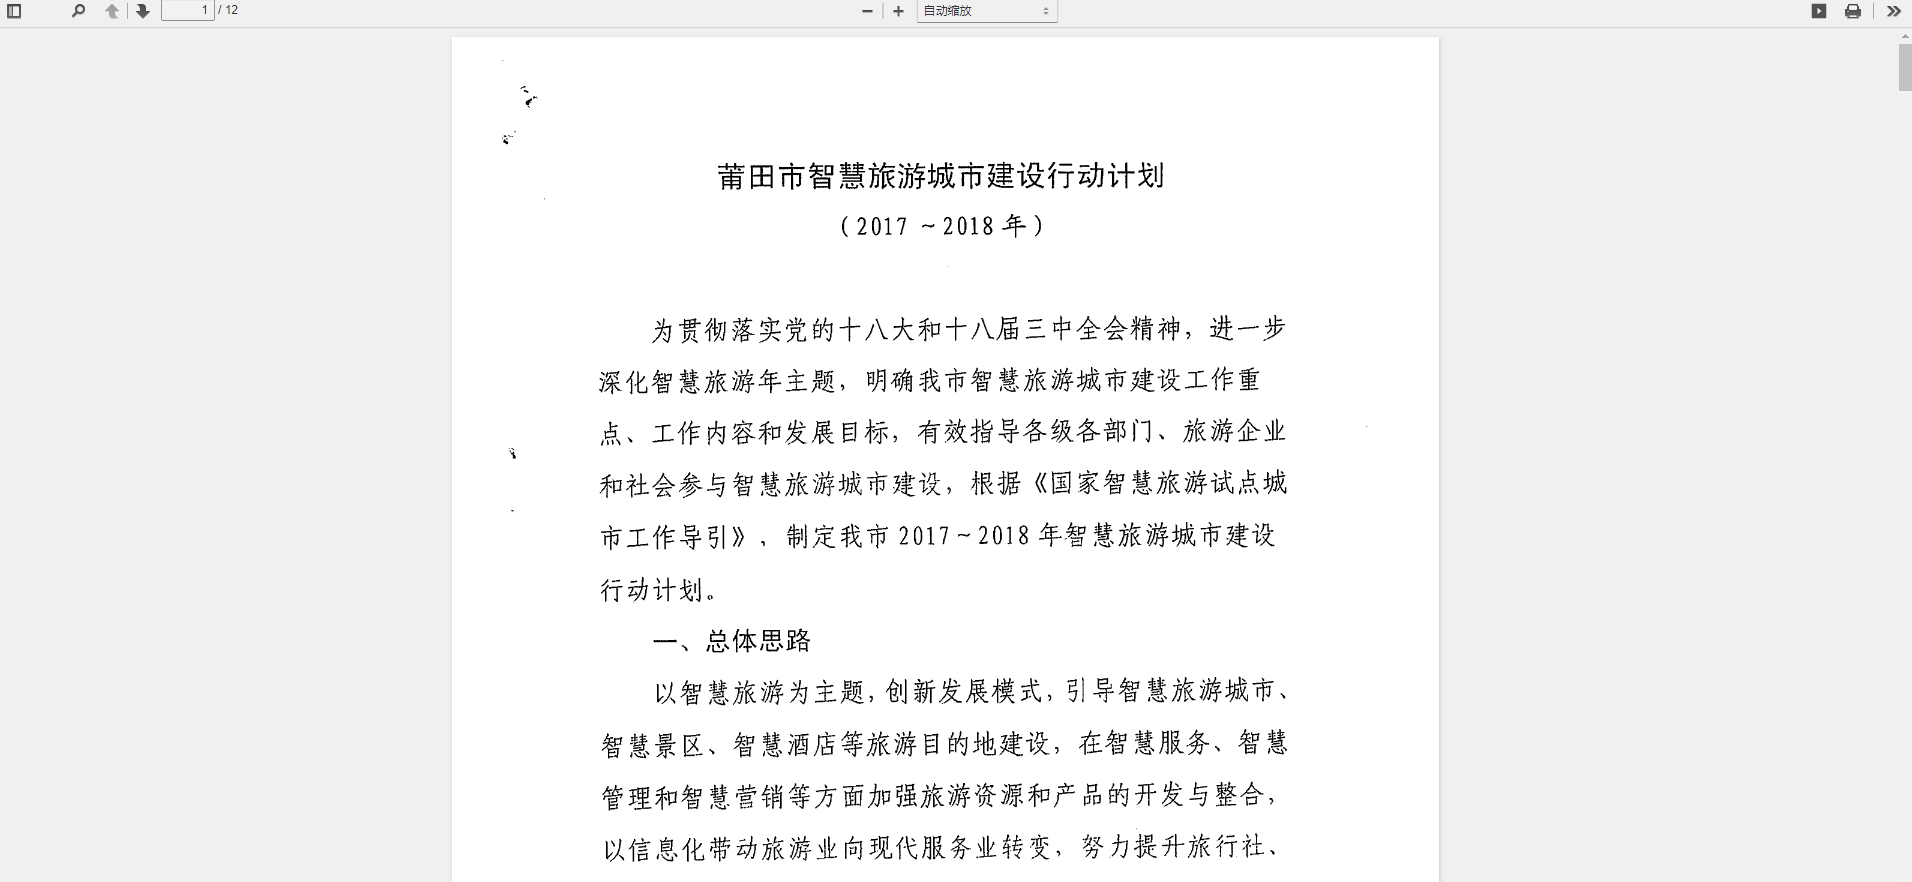 1 / 12
自动缩放
莆田市智慧旅游城市建设行动计划
（2017 ～2018 年）
为贯彻落实党的十八大和十八届三中全会精神，进一步
深化智慧旅游年主题，明确我市智慧旅游城市建设工作重
点、工作内容和发展目标，有效指导各级各部门、旅游企业
和社会参与智慧旅游城市建设，根据《国家智慧旅游试点城
市工作导引》，制定我市 2017～2018 年智慧旅游城市建设
行动计划。
一、总体思路
以智慧旅游为主题，创新发展模式，引导智慧旅游城市、
智慧景区、智慧酒店等旅游目的地建设，在智慧服务、智慧
管理和智慧营销等方面加强旅游资源和产品的开发与整合，
以信息化带动旅游业向现代服务业转变，努力提升旅行社、